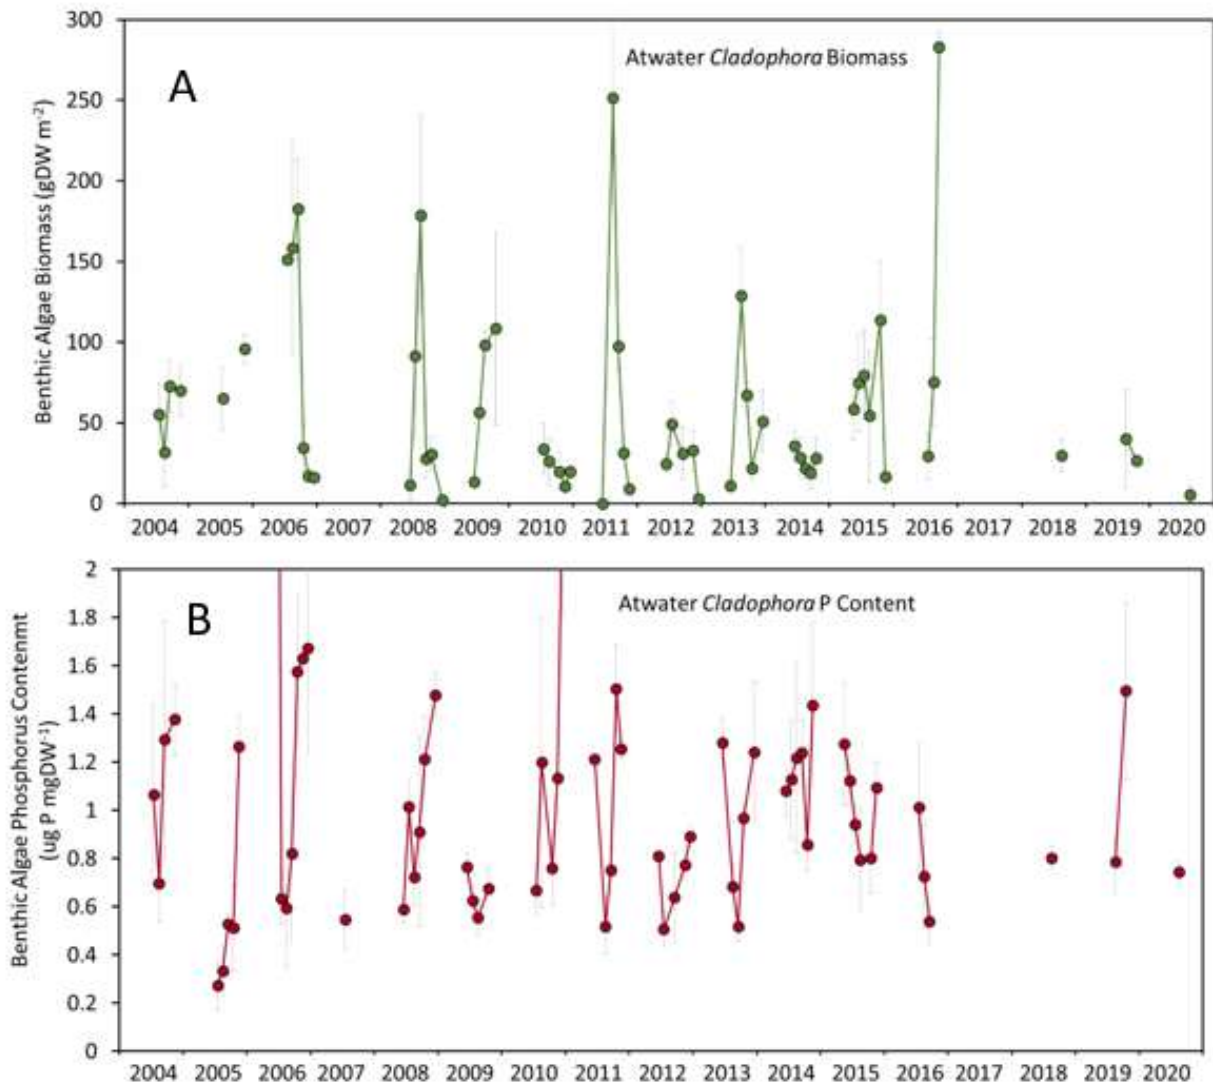 A
Atwater Cladophora Biomass
Benthic Algae Biomass (gDW m⁻²)
300
250
200
150
100
50
0
2004 2005 2006 2007 2008 2009 2010 2011 2012 2013 2014 2015 2016 2017 2018 2019 2020
B
Atwater Cladophora P Content
Benthic Algae Phosphorus Contenmt
(ug P mgDW⁻¹)
2
1.8
1.6
1.4
1.2
1
0.8
0.6
0.4
0.2
0
2004 2005 2006 2007 2008 2009 2010 2011 2012 2013 2014 2015 2016 2017 2018 2019 2020